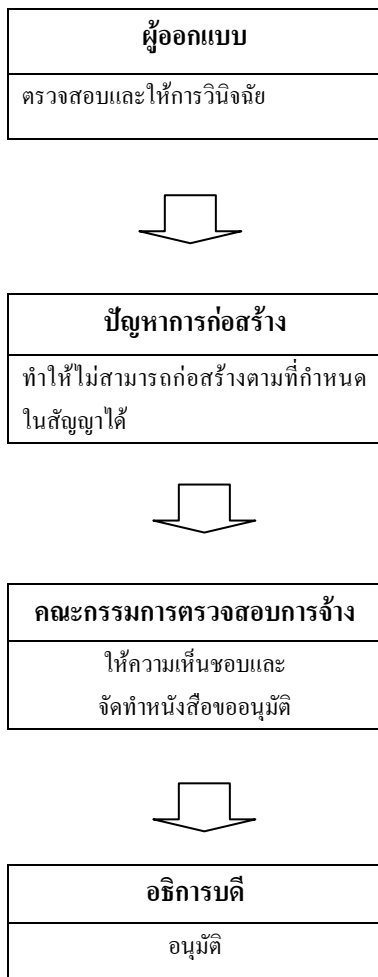 ผู้ออกแบบ
ตรวจสอบและให้การวินิจฉัย
ปัญหาการก่อสร้าง
ทำให้ไม่สามารถก่อสร้างตามที่กำหนด
ในสัญญาได้
คณะกรรมการตรวจสอบการจ้าง
ให้ความเห็นชอบและ
จัดทำหนังสือขออนุมัติ
อธิการบดี
อนุมัติ